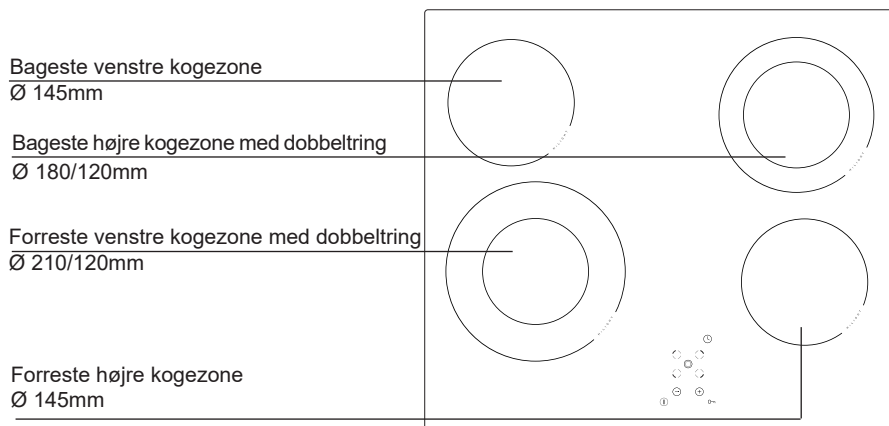 Bageste venstre kogezone
Ø 145mm
Bageste højre kogezone med dobbeltring
Ø 180/120mm
Forreste venstre kogezone med dobbeltring
Ø 210/120mm
Forreste højre kogezone
Ø 145mm